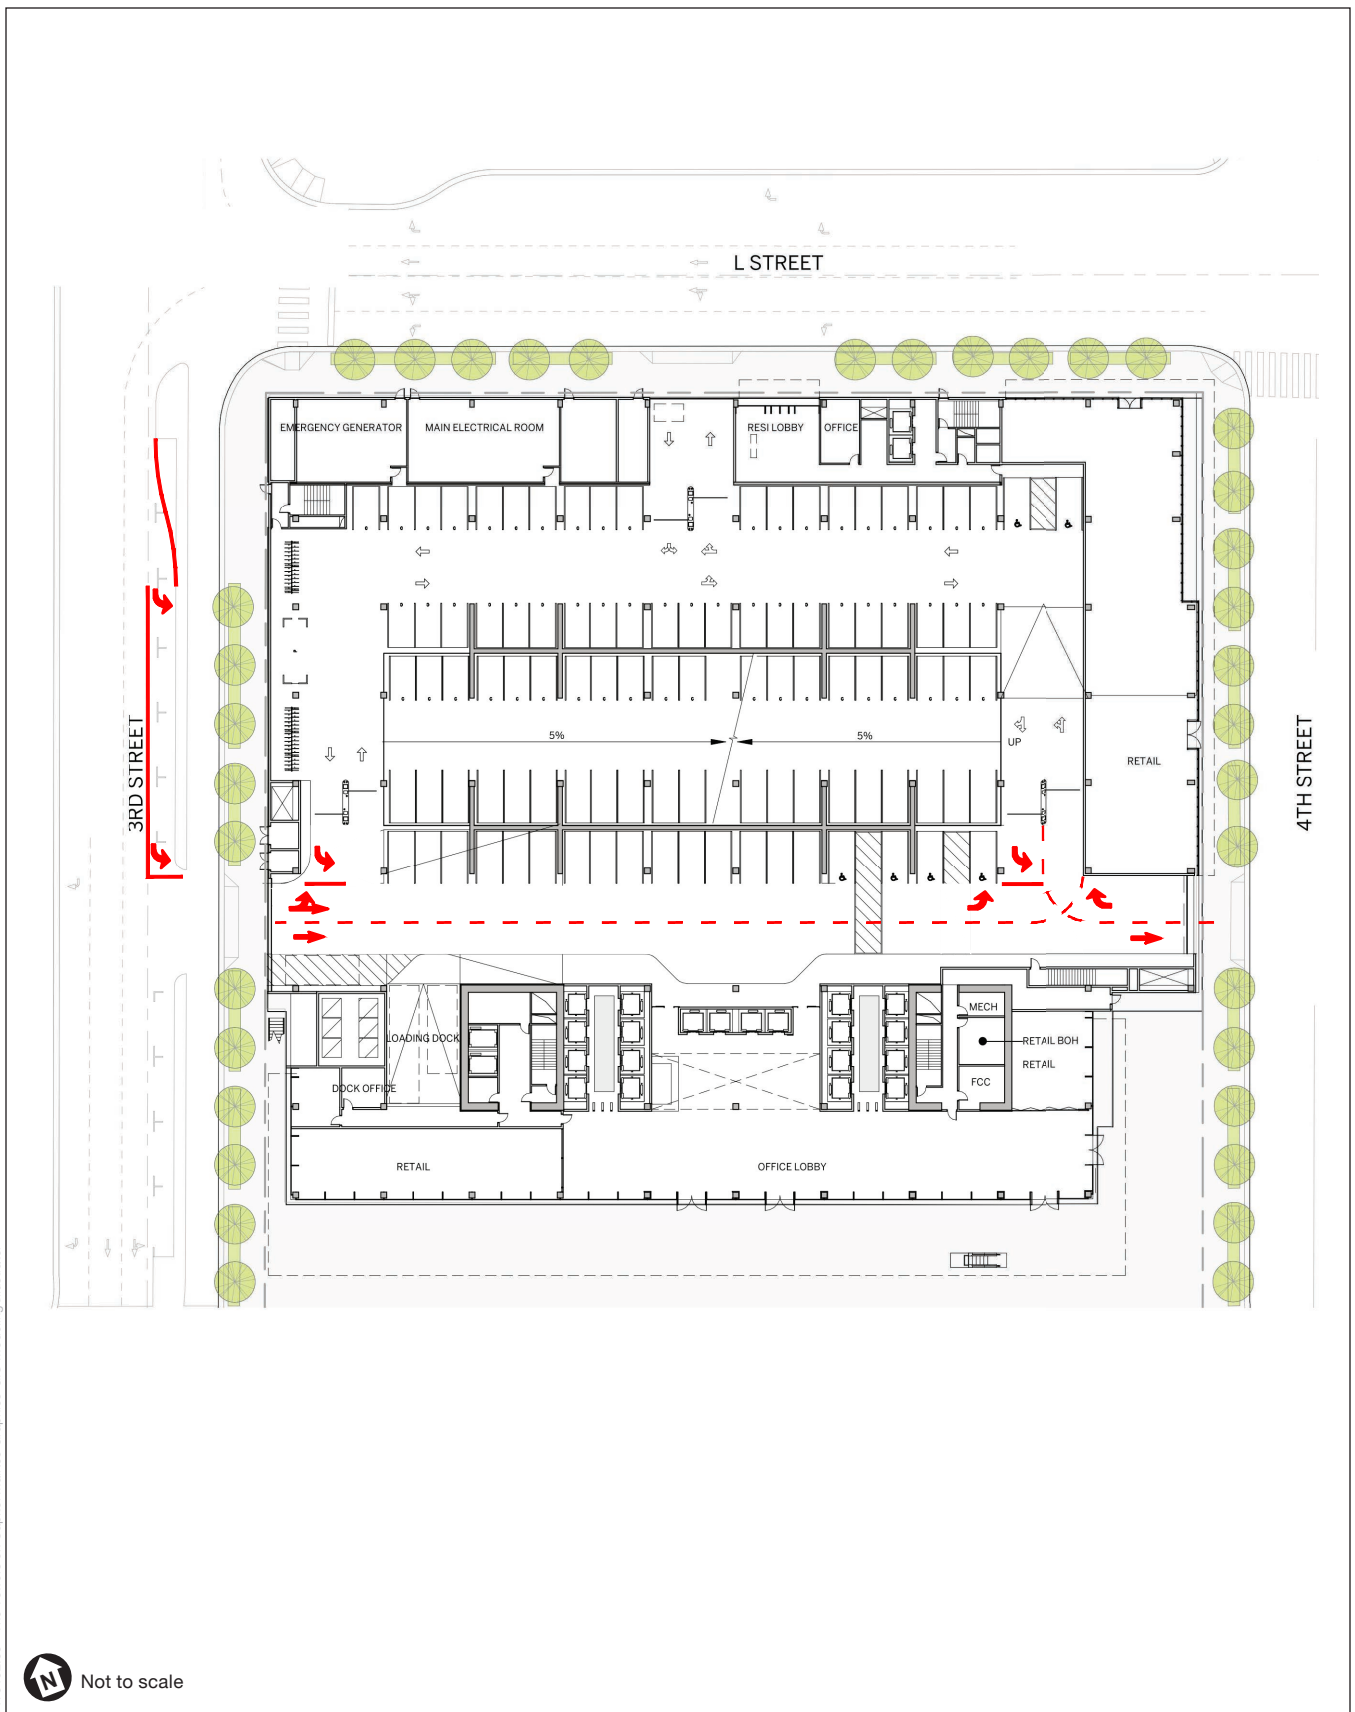 L STREET
EMERGENCY GENERATOR
MAIN ELECTRICAL ROOM
RESI LOBBY
OFFICE
3RD STREET
5%
5%
UP
RETAIL
4TH STREET
MECH
LOADING DOCK
RETAIL BOH
RETAIL
DOCK OFFICE
FCC
RETAIL
OFFICE LOBBY
N
Not to scale